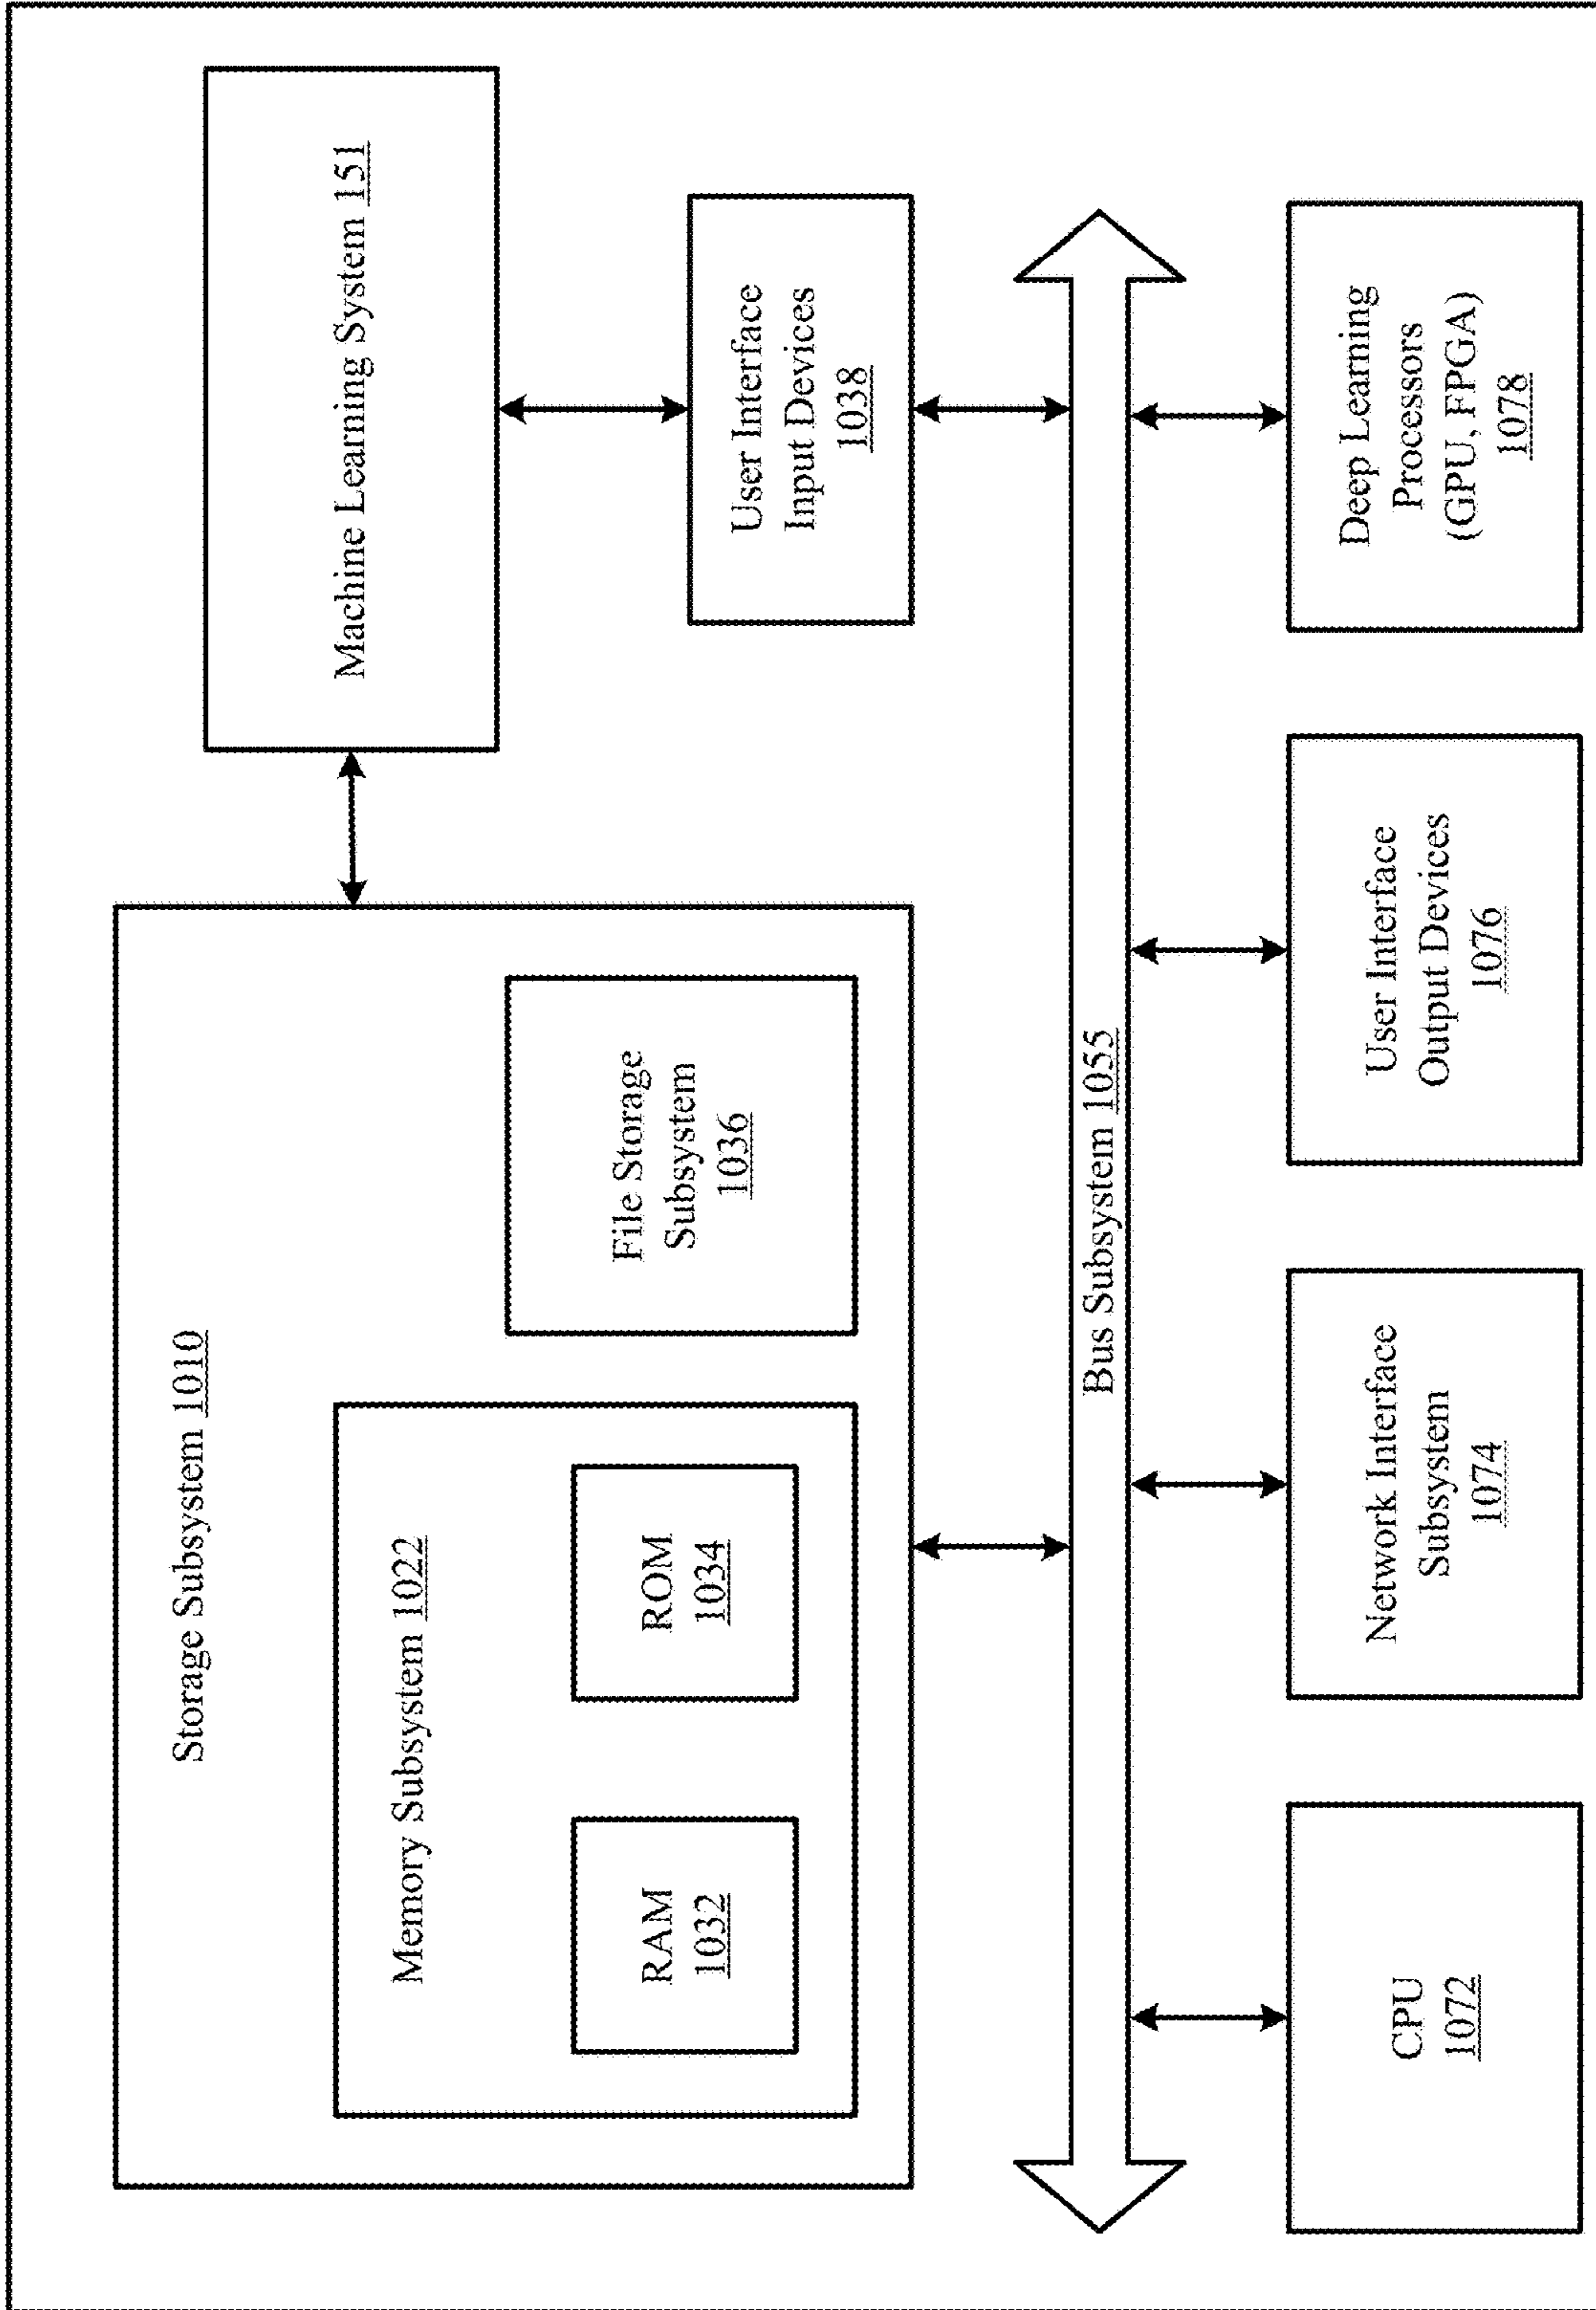 Storage Subsystem 1010
Machine Learning System 151
Memory Subsystem 1022
RAM
1032
ROM
1034
File Storage
Subsystem
1036
User Interface
Input Devices
1038
Bus Subsystem 1055
CPU
1072
Network Interface
Subsystem
1074
User Interface
Output Devices
1076
Deep Learning
Processors
(GPU, FPGA)
1078